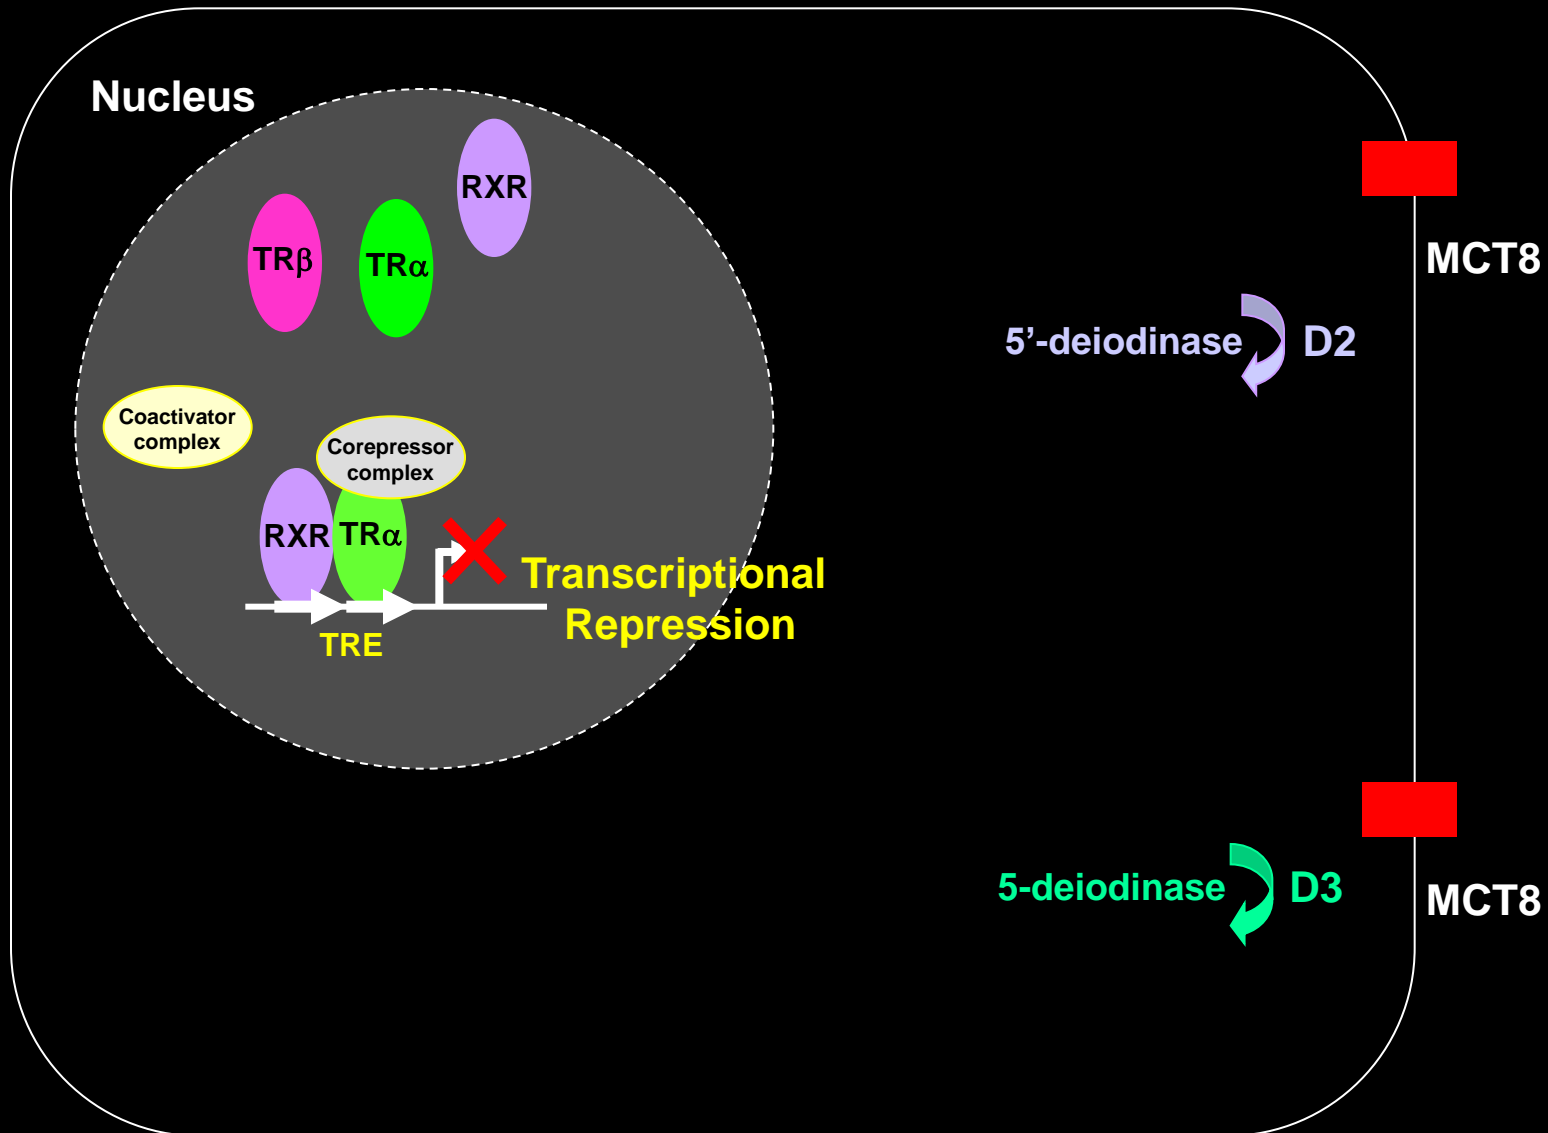 Nucleus
RXR
TRβ
TRα
MCT8
5’-deiodinase
D2
Coactivator
complex
Corepressor
complex
RXR
TRα
Transcriptional
Repression
TRE
5-deiodinase
D3
MCT8